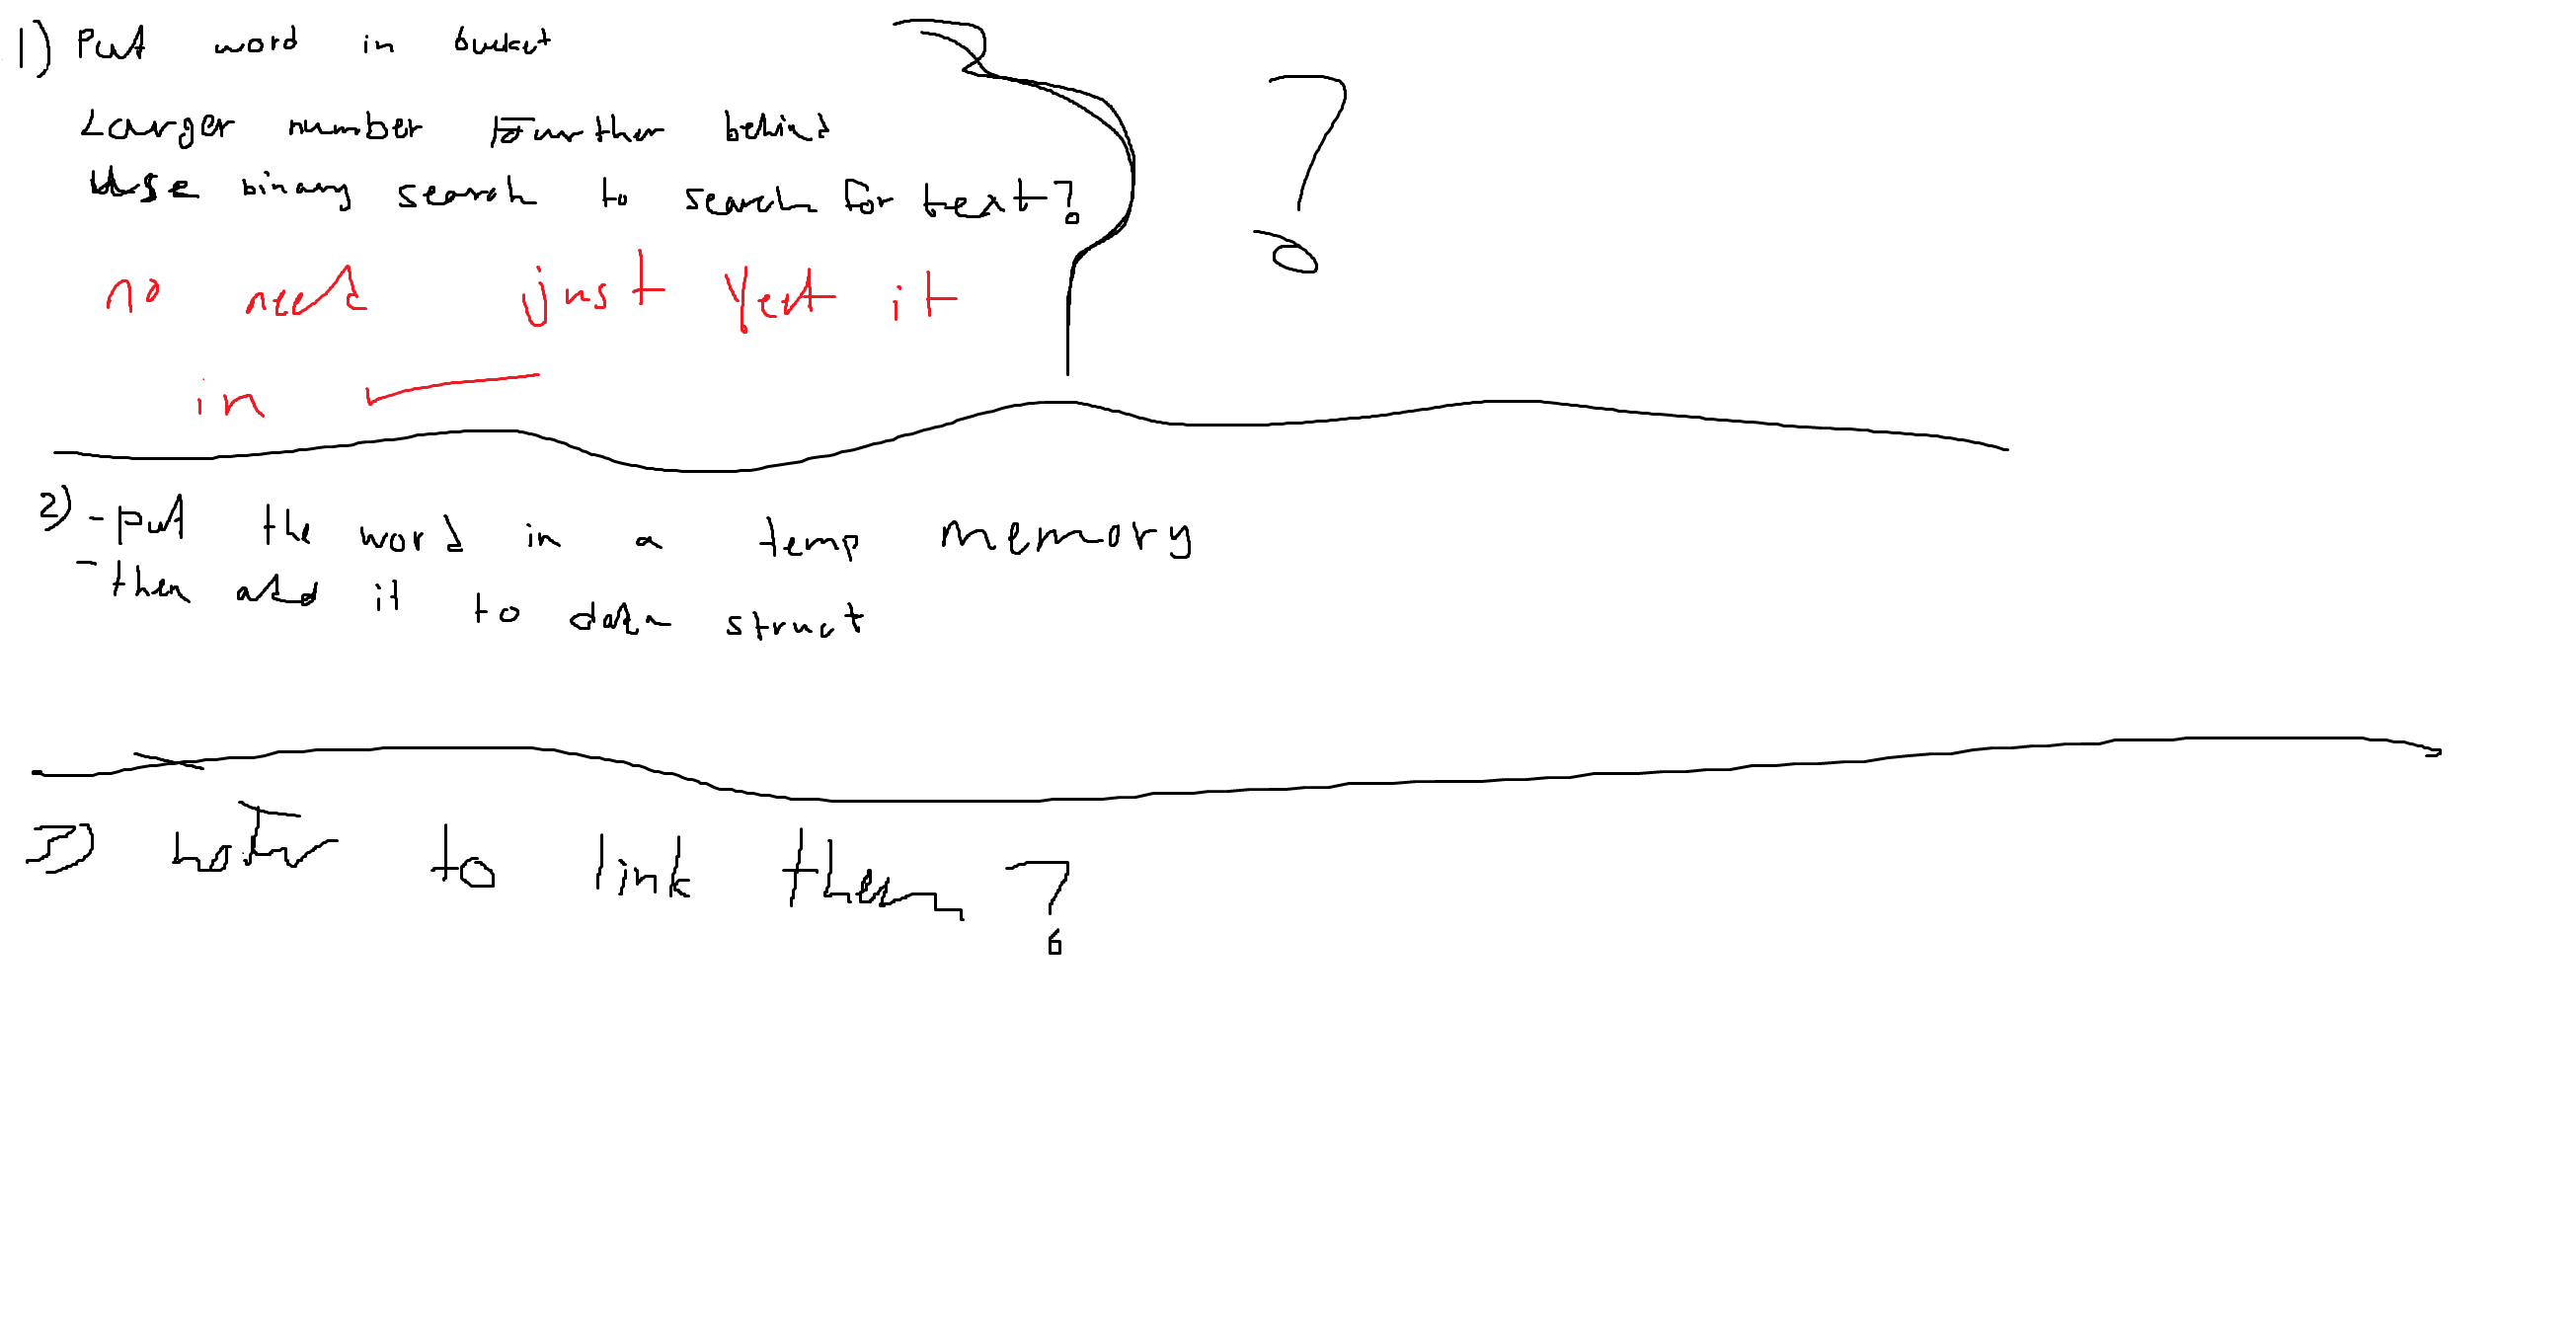 1) Put word in bucket
Larger number further behind
Use binary search to search for text?
?
no need just Yeet it
in
2) - put the word in a temp memory
- then add it to data struct
3) how to link them?